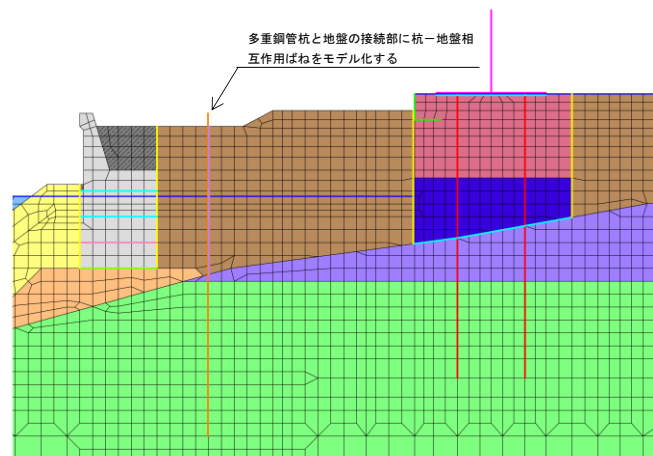 多重鋼管杭と地盤の接続部に杭－地盤相
互作用ばねをモデル化する